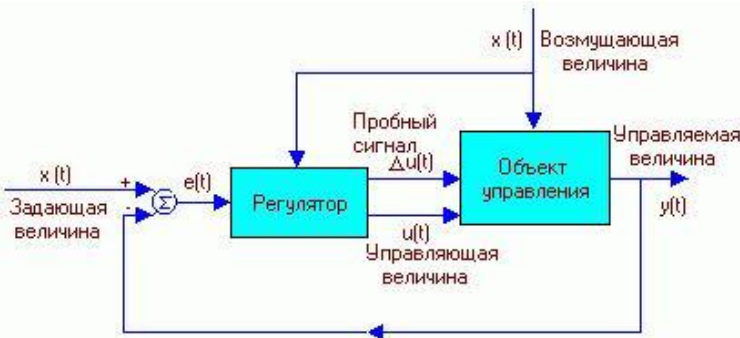 x (t)
Возмущающая
величина
Пробный
сигнал
Δu(t)
Объект
управления
Управляемая
величина
x (t)
+
e(t)
Регулятор
Задающая
величина
-
Σ
u(t)
Управляющая
величина
y(t)